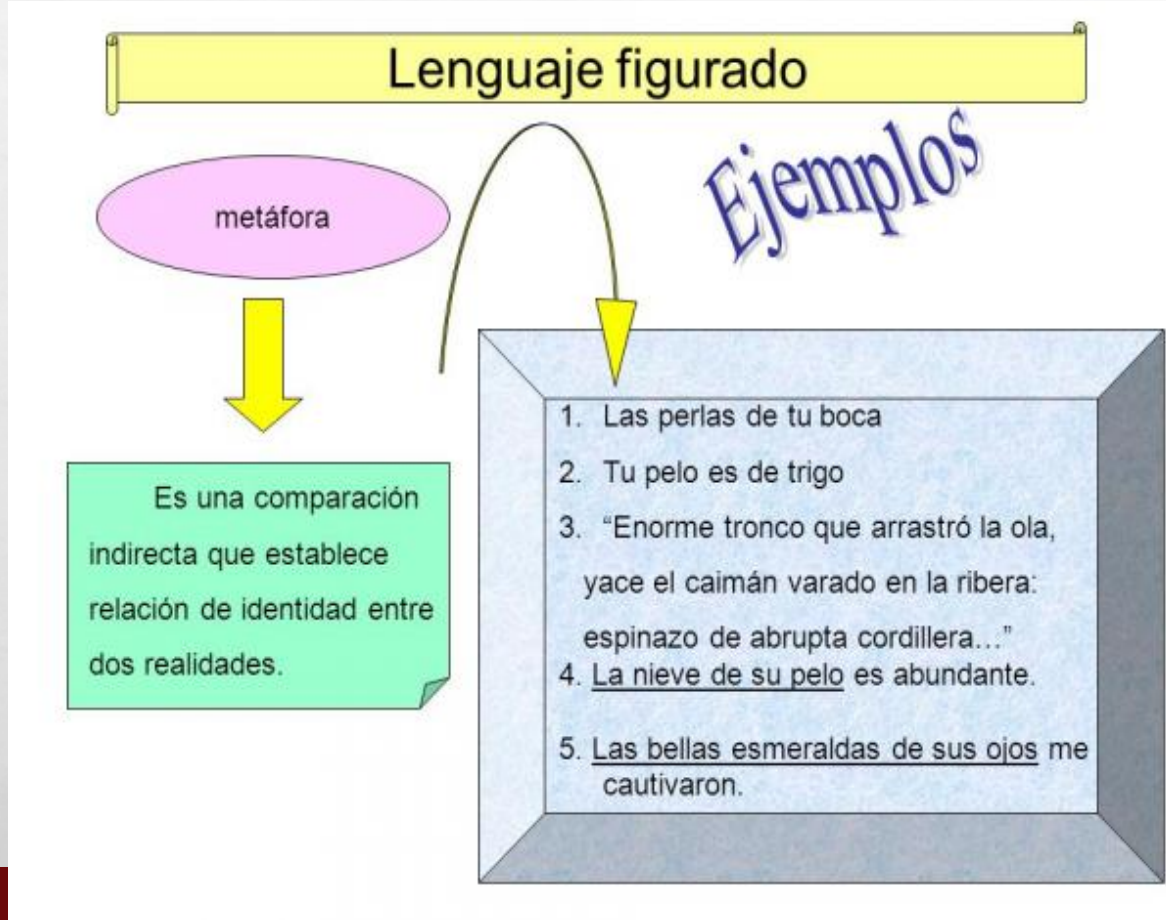 Lenguaje figurado
Ejemplos
metáfora
Es una comparación
indirecta que establece
relación de identidad entre
dos realidades.
1. Las perlas de tu boca
2. Tu pelo es de trigo
3. “Enorme tronco que arrastró la ola,
yace el caimán varado en la ribera:
espinazo de abrupta cordillera...”
4. La nieve de su pelo es abundante.
5. Las bellas esmeraldas de sus ojos me
cautivaron.